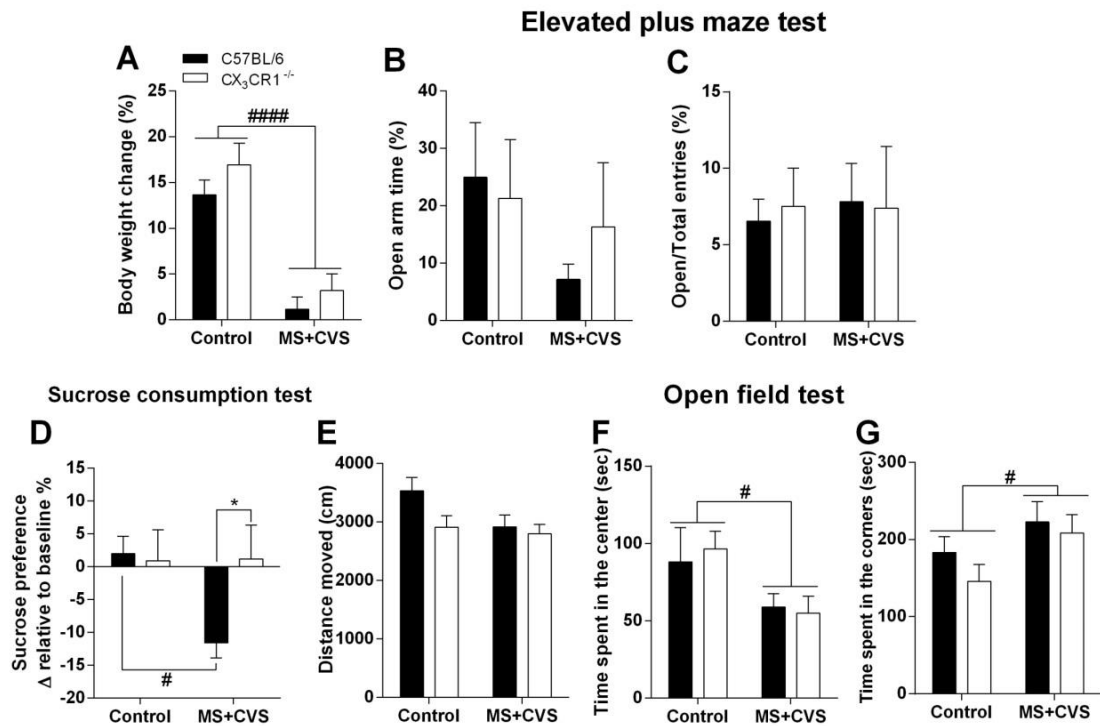 Elevated plus maze test
A
C57BL/6
CX3CR1-/-
Body weight change (%)
25
20
15
10
5
0
####
Control MS+CVS
B
Open arm time (%)
40
30
20
10
0
Control MS+CVS
C
Open/Total entries (%)
15
10
5
0
Control MS+CVS
Sucrose consumption test
D
Sucrose preference
Δ relative to baseline %
15
10
5
0
-5
-10
-15
-20
*
#
Control MS+CVS
Open field test
E
Distance moved (cm)
4000
3000
2000
1000
0
Control MS+CVS
F
Time spent in the center (sec)
150
100
50
0
#
Control MS+CVS
G
Time spent in the corners (sec)
300
200
100
0
#
Control MS+CVS